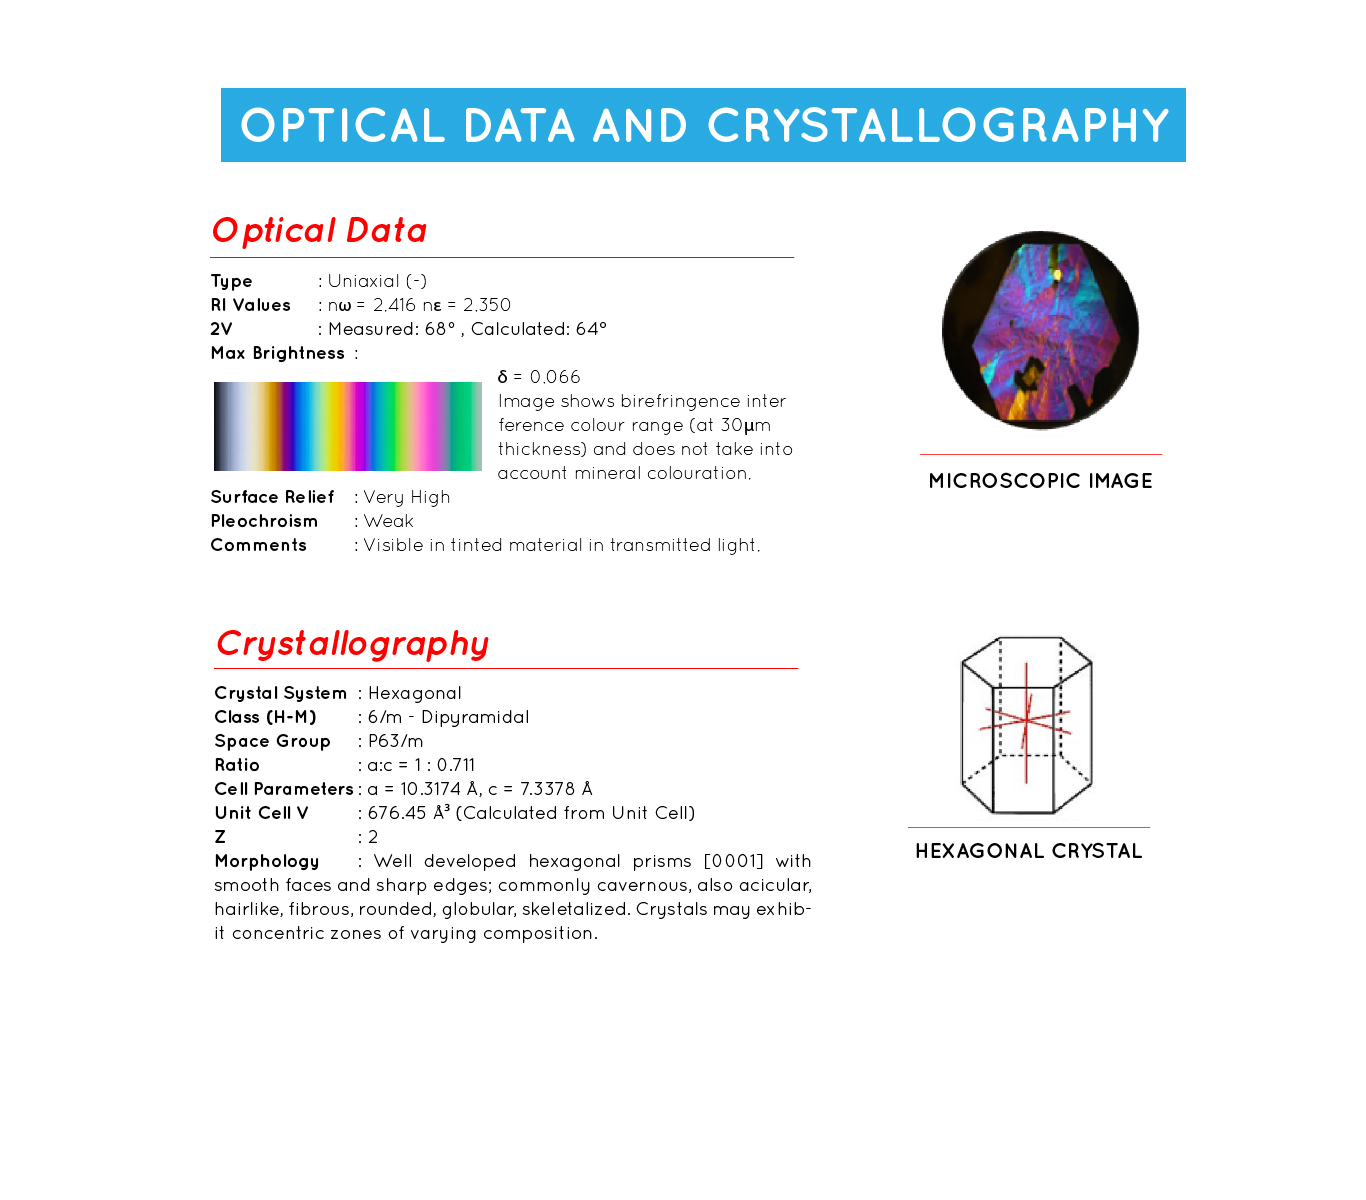 OPTICAL DATA AND CRYSTALLOGRAPHY
Optical Data
Type : Uniaxial (-)
RI Values : nω = 2.416 nε = 2.350
2V : Measured: 68° , Calculated: 64°
Max Brightness :
δ = 0.066
Image shows birefringence inter
ference colour range (at 30µm
thickness) and does not take into
account mineral colouration.
Surface Relief : Very High
Pleochroism : Weak
Comments : Visible in tinted material in transmitted light.
MICROSCOPIC IMAGE
Crystallography
Crystal System : Hexagonal
Class (H-M) : 6/m - Dipyramidal
Space Group : P63/m
Ratio : a:c = 1 : 0.711
Cell Parameters : a = 10.3174 Å, c = 7.3378 Å
Unit Cell V : 676.45 Å³ (Calculated from Unit Cell)
Z : 2
Morphology : Well developed hexagonal prisms [0001] with
smooth faces and sharp edges; commonly cavernous, also acicular,
hairlike, fibrous, rounded, globular, skeletalized. Crystals may exhib-
it concentric zones of varying composition.
HEXAGONAL CRYSTAL